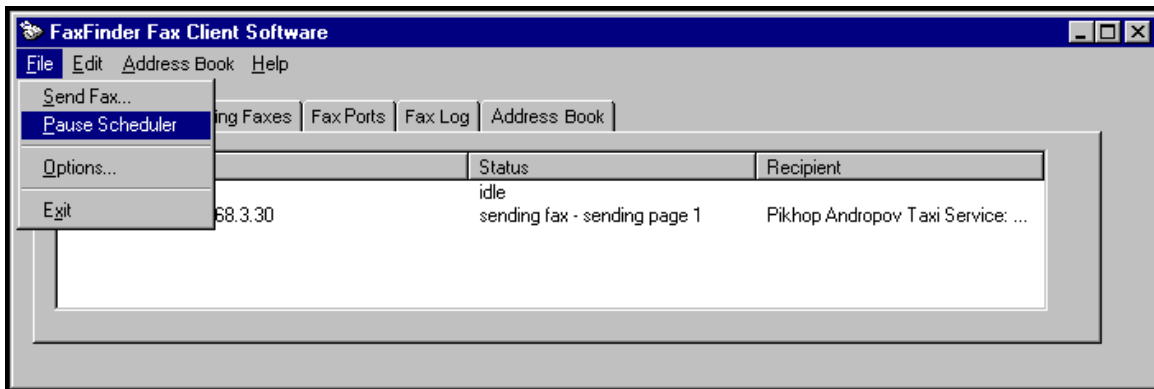 FaxFinder Fax Client Software
File Edit Address Book Help
Send Fax...
Pause Scheduler
Options...
Exit
ing Faxes Fax Ports Fax Log Address Book
Status Recipient
idle
68.3.30 sending fax - sending page 1 Pikhop Andropov Taxi Service: ...